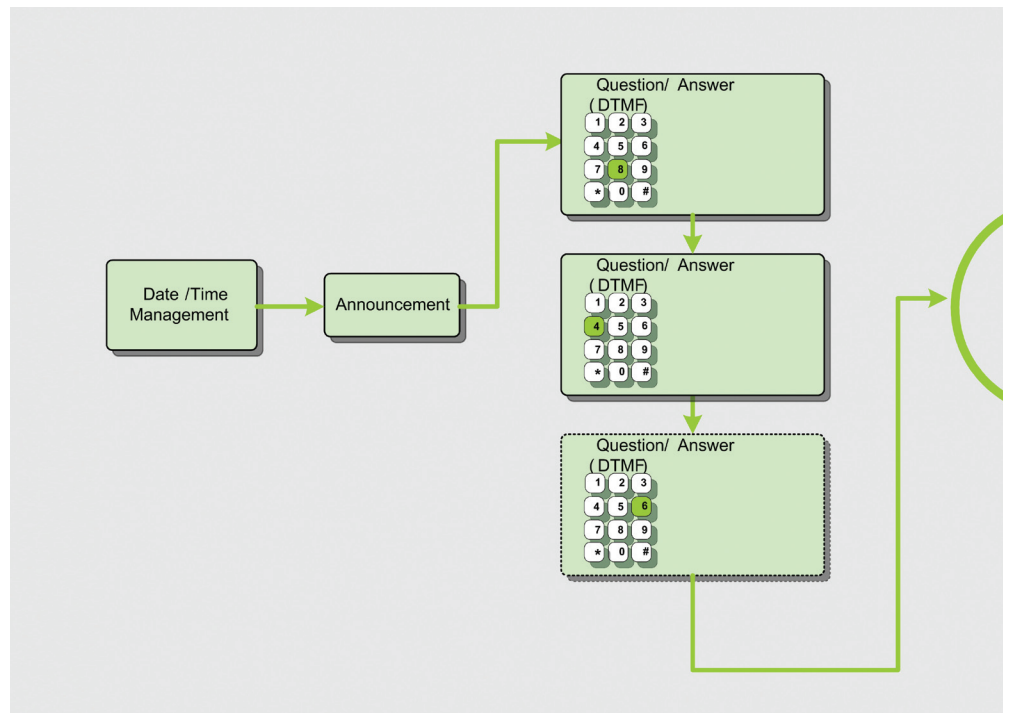 Date /Time
Management
Announcement
Question/ Answer
(DTMF)
1 2 3
4 5 6
7 8 9
* 0 #
Question/ Answer
(DTMF)
1 2 3
4 5 6
7 8 9
* 0 #
Question/ Answer
(DTMF)
1 2 3
4 5 6
7 8 9
* 0 #